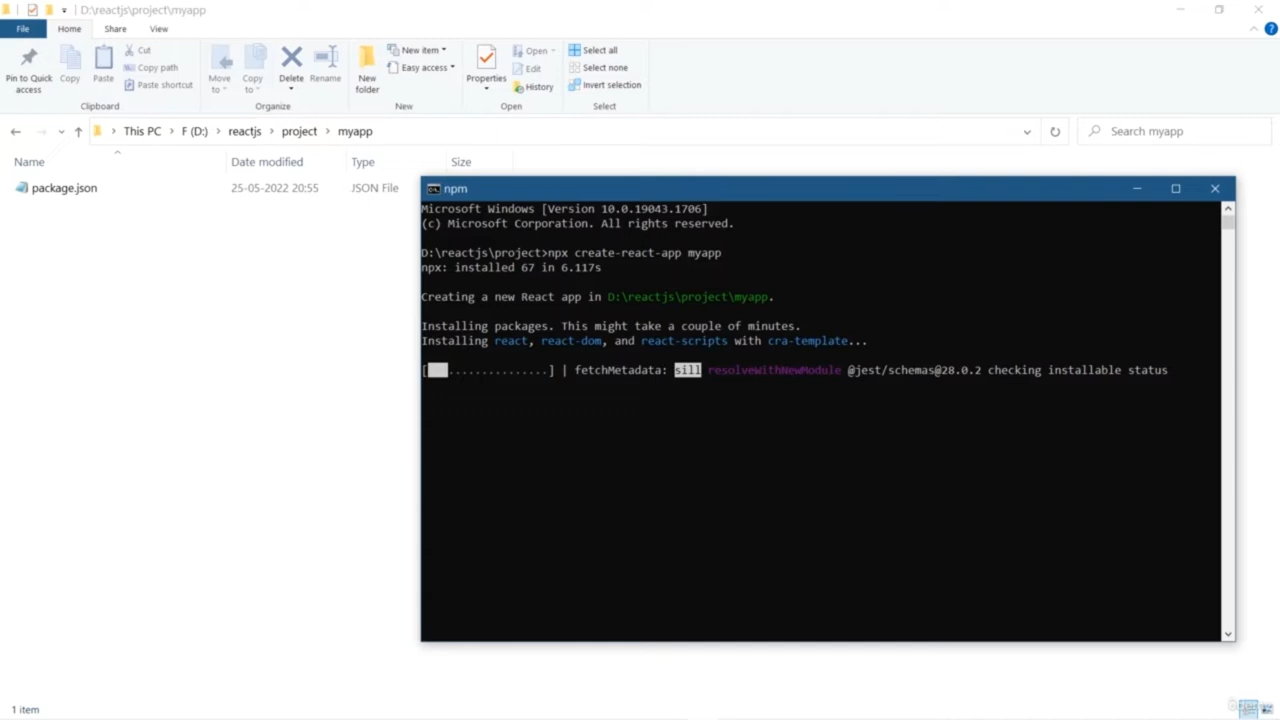 D:\reactjs\project\myapp
File
Home
Share
View
Pin to Quick access
Copy
Paste
Cut
Copy path
Paste shortcut
Clipboard
Move to
Copy to
Delete
Rename
Organize
New folder
New item
Easy access
New
Properties
Open
Edit
History
Open
Select all
Select none
Invert selection
Select
This PC > F (D:) > reactjs > project > myapp
Search myapp
Name
Date modified
Type
Size
package.json
25-05-2022 20:55
JSON File
npm
Microsoft Windows [Version 10.0.19043.1706]
(c) Microsoft Corporation. All rights reserved.
D:\reactjs\project>npx create-react-app myapp
npx: installed 67 in 6.117s
Creating a new React app in D:\reactjs\project\myapp.
Installing packages. This might take a couple of minutes.
Installing react, react-dom, and react-scripts with cra-template...
[  ...............] | fetchMetadata: sill resolveWithNewModule @jest/schemas@28.0.2 checking installable status
1 item